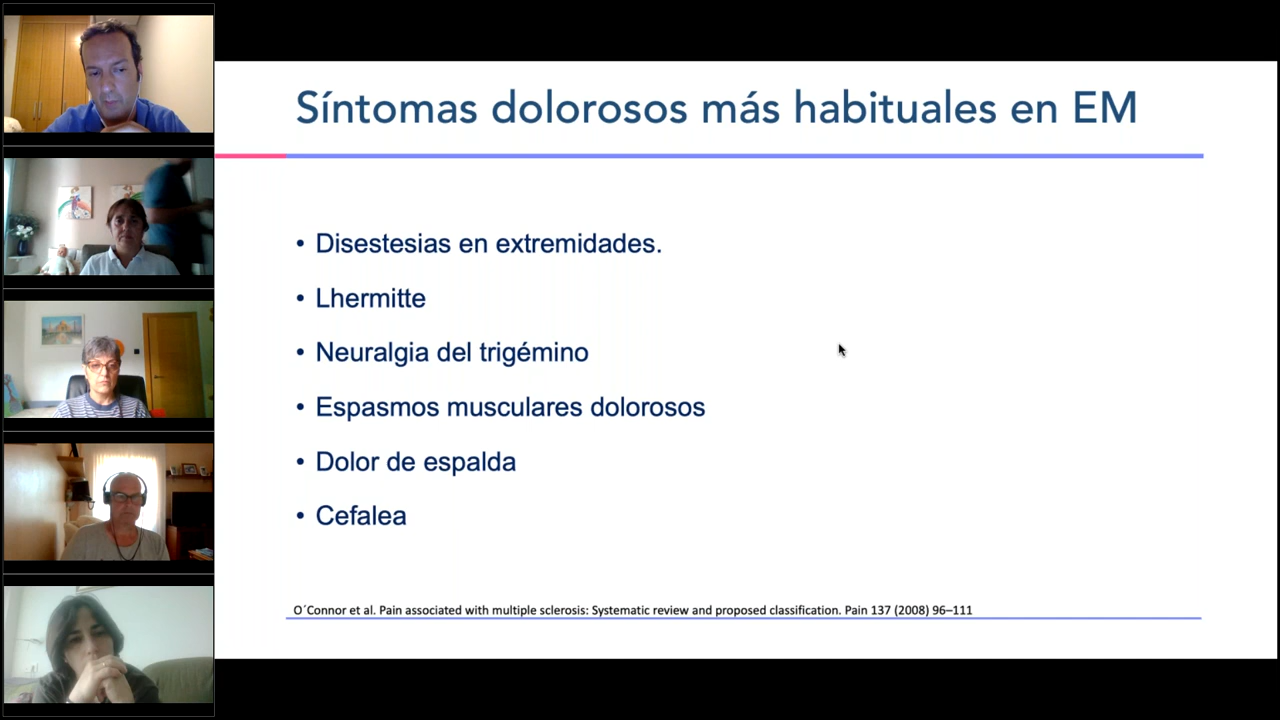 Síntomas dolorosos más habituales en EM
• Disestesias en extremidades.
• Lhermitte
• Neuralgia del trigémino
• Espasmos musculares dolorosos
• Dolor de espalda
• Cefalea
O´Connor et al. Pain associated with multiple sclerosis: Systematic review and proposed classification. Pain 137 (2008) 96–111